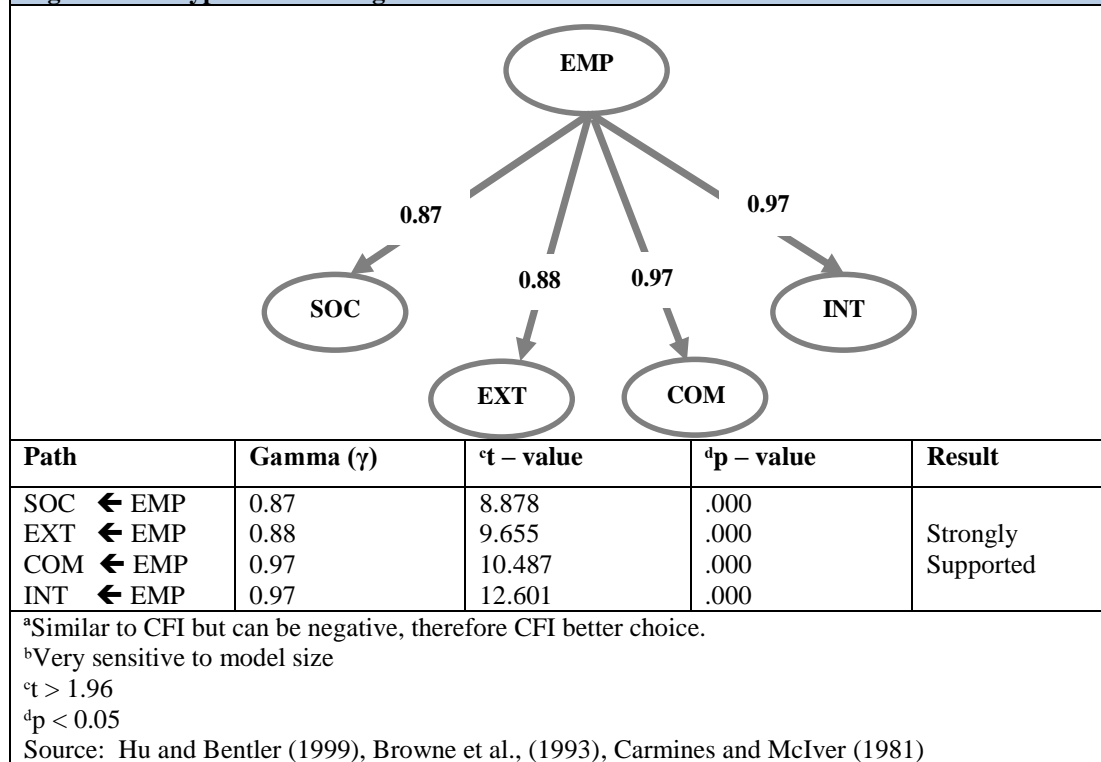 EMP
0.87
0.97
0.88
0.97
SOC
INT
EXT
COM
Path Gamma (γ) ᶜt – value ᵈp – value Result
SOC 🡸 EMP 0.87 8.878 .000
EXT 🡸 EMP 0.88 9.655 .000 Strongly
COM 🡸 EMP 0.97 10.487 .000 Supported
INT 🡸 EMP 0.97 12.601 .000
ᵃSimilar to CFI but can be negative, therefore CFI better choice.
ᵇVery sensitive to model size
ᶜt > 1.96
ᵈp < 0.05
Source: Hu and Bentler (1999), Browne et al., (1993), Carmines and McIver (1981)